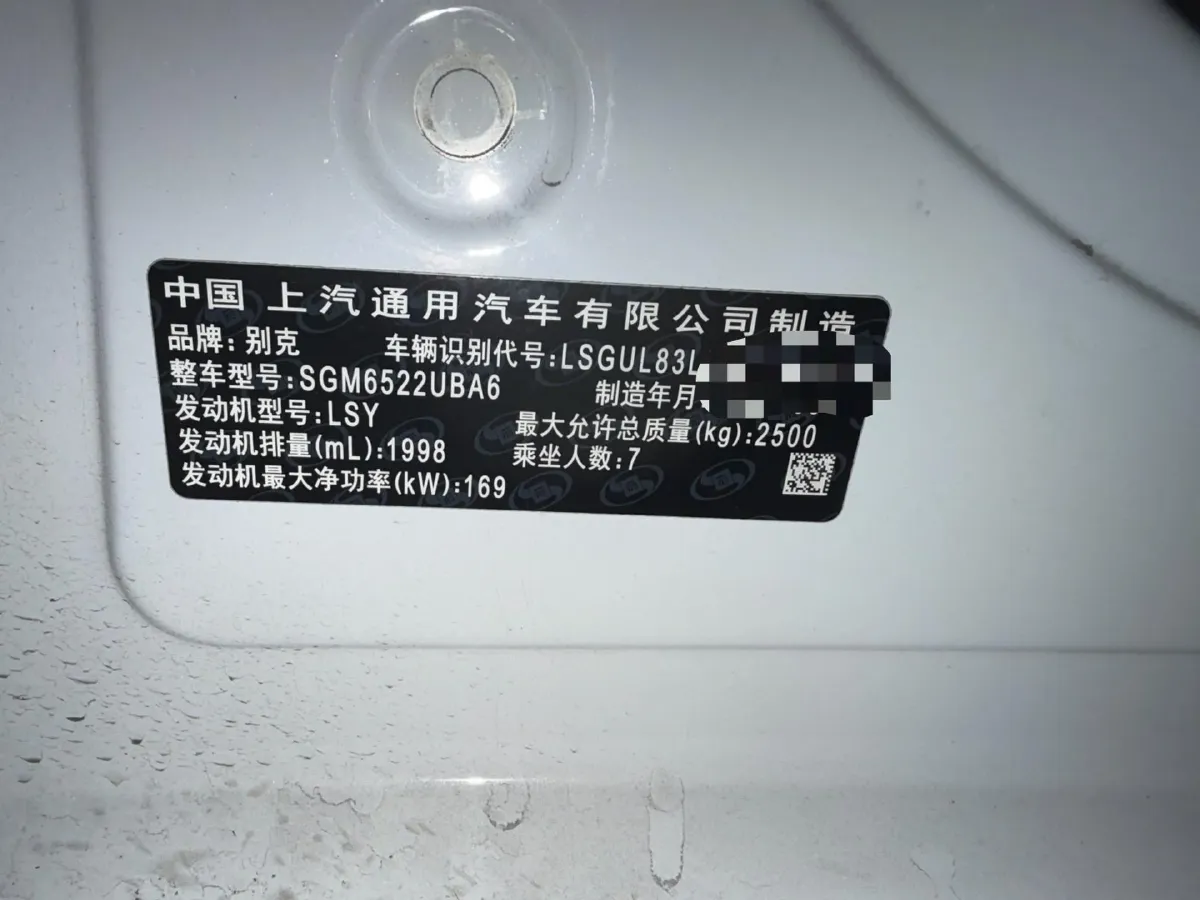 中国 上汽通用汽车有限公司制造
品牌:别克 车辆识别代号:LSGUL83L
整车型号:SGM6522UBA6 制造年月
发动机型号:LSY 最大允许总质量(kg):2500
发动机排量(mL):1998 乘坐人数:7
发动机最大净功率(kW):169